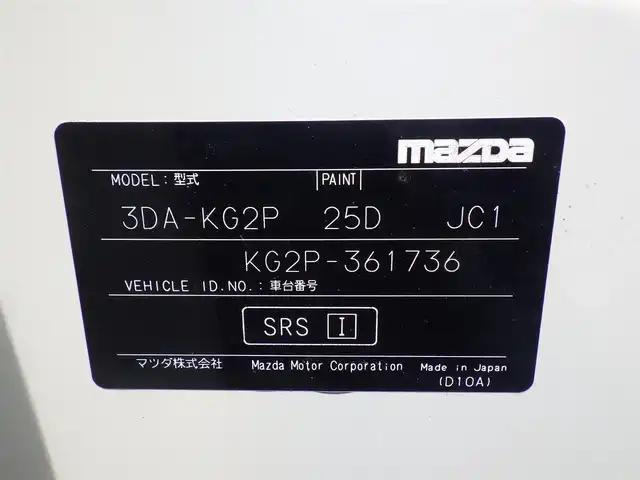 mazda
MODEL：型式 PAINT
3DA-KG2P 25D JC1
KG2P-361736
VEHICLE ID.NO.：車台番号
SRS I
マツダ株式会社 Mazda Motor Corporation Made in Japan
(D10A)